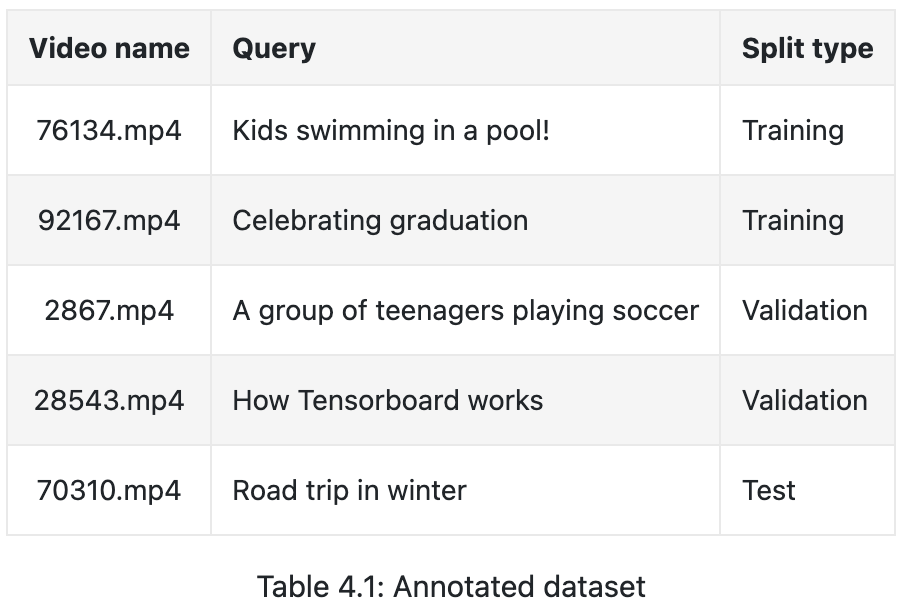 Video name Query Split type
76134.mp4 Kids swimming in a pool! Training
92167.mp4 Celebrating graduation Training
2867.mp4 A group of teenagers playing soccer Validation
28543.mp4 How Tensorboard works Validation
70310.mp4 Road trip in winter Test
Table 4.1: Annotated dataset